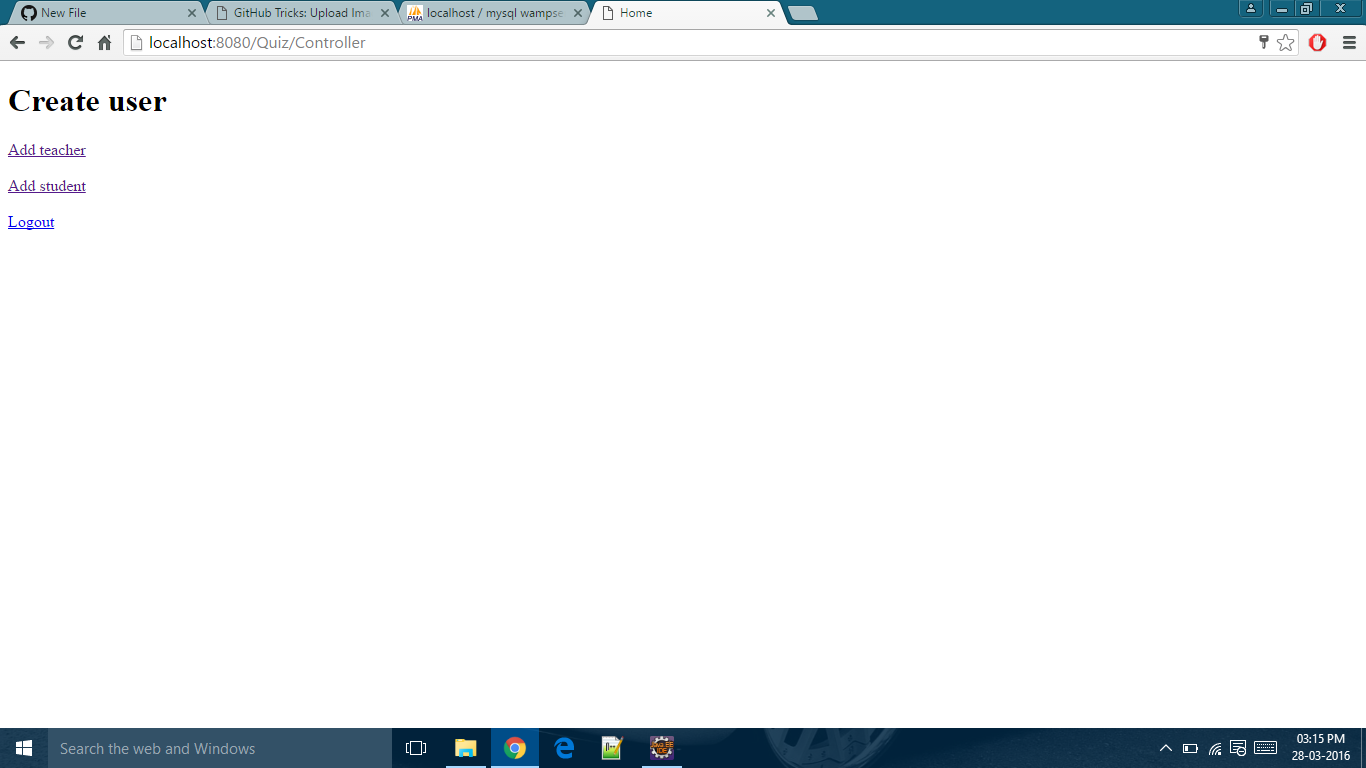 New File
GitHub Tricks: Upload Ima
localhost / mysql wampse
Home
localhost:8080/Quiz/Controller
Create user
Add teacher
Add student
Logout
Search the web and Windows
03:15 PM
28-03-2016